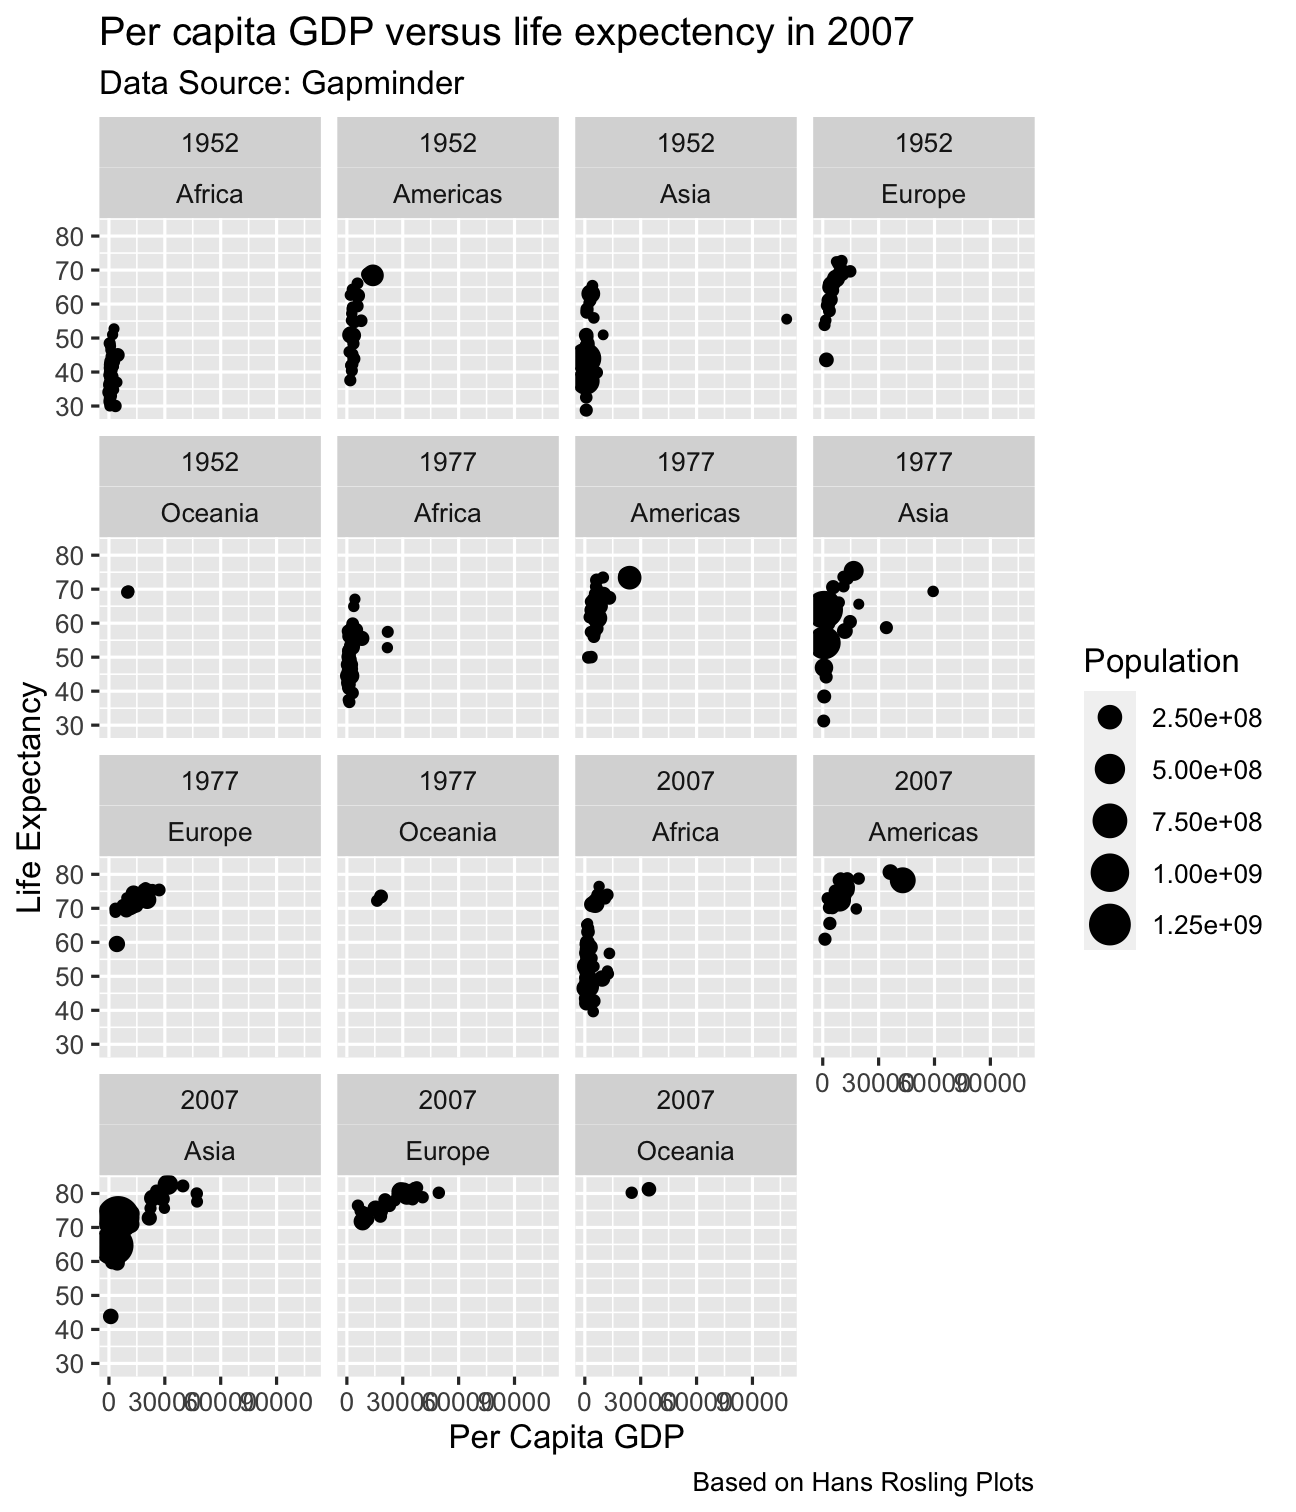 Per capita GDP versus life expectency in 2007
Data Source: Gapminder
1952 1952 1952 1952
Africa Americas Asia Europe
80
70
60
50
40
30
1952 1977 1977 1977
Oceania Africa Americas Asia
80
70
60
50
40
30
1977 1977 2007 2007
Europe Oceania Africa Americas
80
70
60
50
40
30
0 30000 60000 90000
2007 2007 2007
Asia Europe Oceania
80
70
60
50
40
30
0 30000 60000 90000 0 30000 60000 90000 0 30000 60000 90000
Life Expectancy
Per Capita GDP
Population
2.50e+08
5.00e+08
7.50e+08
1.00e+09
1.25e+09
Based on Hans Rosling Plots